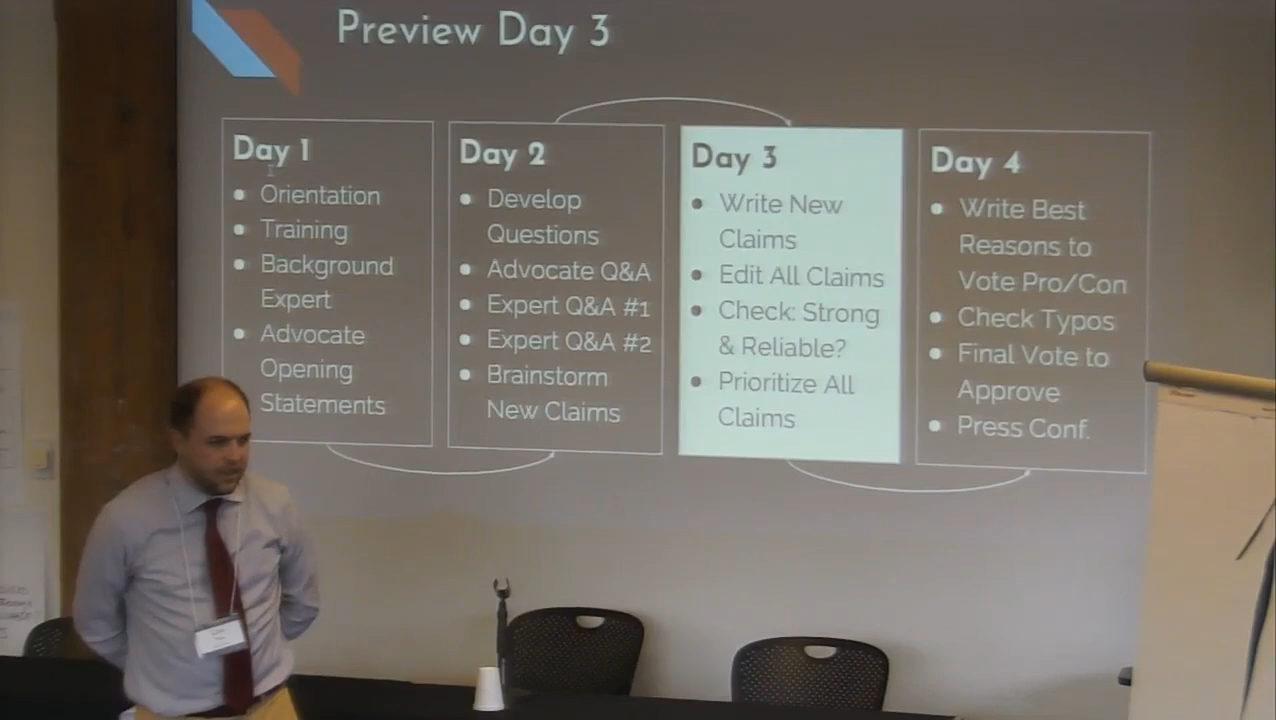 Preview Day 3
Day 1
Orientation
Training
Background
Expert
Advocate
Opening
Statements
Day 2
Develop
Questions
Advocate Q&A
Expert Q&A #1
Expert Q&A #2
Brainstorm
New Claims
Day 3
Write New
Claims
Edit All Claims
Check: Strong
& Reliable?
Prioritize All
Claims
Day 4
Write Best
Reasons to
Vote Pro/Con
Check Typos
Final Vote to
Approve
Press Conf.